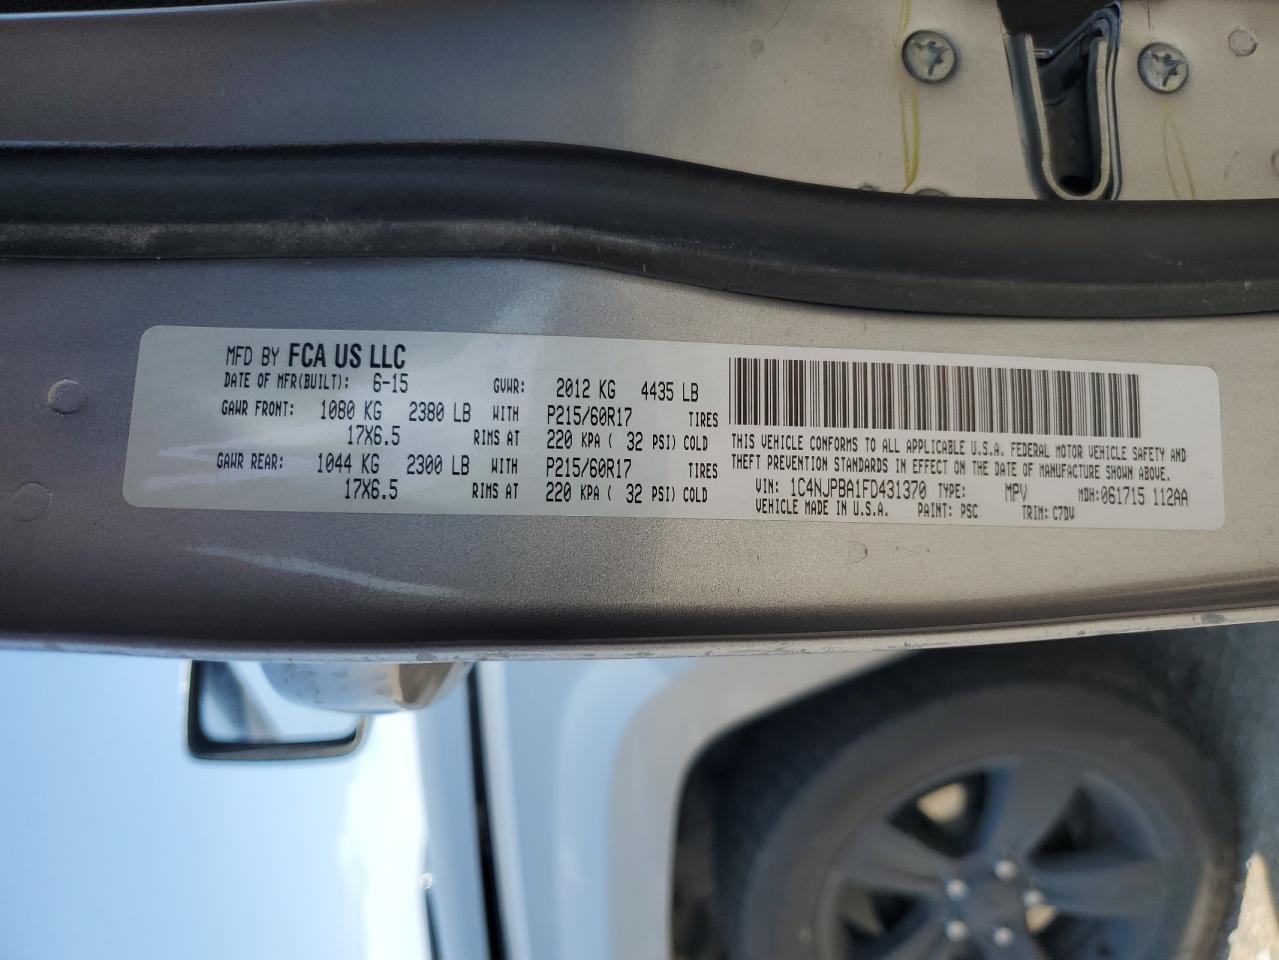 MFD BY FCA US LLC
DATE OF MFR(BUILT): 6-15 GVWR: 2012 KG 4435 LB
GAWR FRONT: 1080 KG 2380 LB WITH P215/60R17 TIRES
17X6.5 RIMS AT 220 KPA ( 32 PSI) COLD
GAWR REAR: 1044 KG 2300 LB WITH P215/60R17 TIRES
17X6.5 RIMS AT 220 KPA ( 32 PSI) COLD
THIS VEHICLE CONFORMS TO ALL APPLICABLE U.S.A. FEDERAL MOTOR VEHICLE SAFETY AND
THEFT PREVENTION STANDARDS IN EFFECT ON THE DATE OF MANUFACTURE SHOWN ABOVE.
VIN: 1C4NJPBA1FD431370 TYPE: MPV MDH: 061715 112AA
VEHICLE MADE IN U.S.A. PAINT: PSC TRIM: C7DV